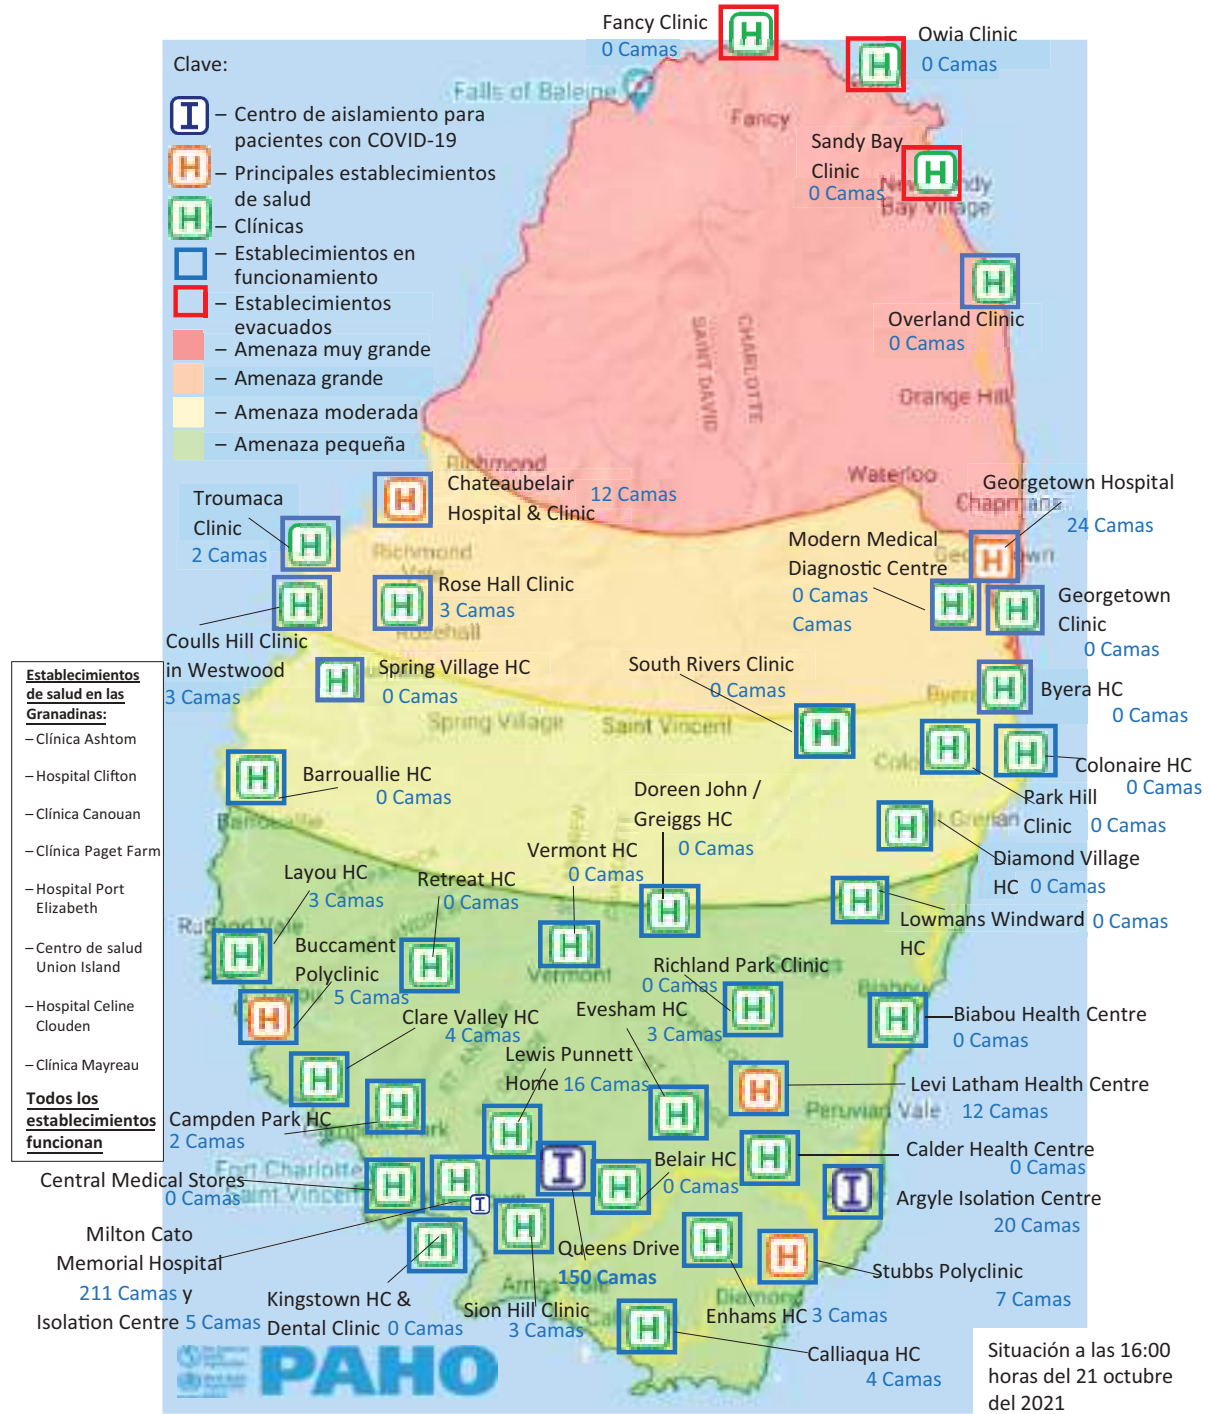 Fancy Clinic
0 Camas
Owia Clinic
0 Camas
Clave:
I – Centro de aislamiento para
pacientes con COVID-19
H – Principales establecimientos
de salud
H – Clínicas
– Establecimientos en
funcionamiento
– Establecimientos
evacuados
– Amenaza muy grande
– Amenaza grande
– Amenaza moderada
– Amenaza pequeña
Falls of Baleine
Fancy
Sandy Bay
Clinic
0 Camas
Bay Village
Overland Clinic
0 Camas
SAINT DAVID
CHARLOTTE
Orange Hill
Richmond
Waterloo
Chapmans
Chateaubelair
Hospital & Clinic
12 Camas
Georgetown Hospital
24 Camas
Troumaca
Clinic
2 Camas
Richmond
Vale
Modern Medical
Diagnostic Centre
0 Camas
Camas
Rose Hall Clinic
3 Camas
Rosehall
Georgetown
Clinic
0 Camas
Coulls Hill Clinic
in Westwood
3 Camas
Spring Village HC
0 Camas
South Rivers Clinic
0 Camas
Byera
Byera HC
0 Camas
Spring Village
Saint Vincent
Colonaire HC
0 Camas
Park Hill
Clinic 0 Camas
Barrouallie HC
0 Camas
Barrouallie
Doreen John /
Greiggs HC
0 Camas
Diamond Village
HC 0 Camas
Vermont HC
0 Camas
Layou HC
3 Camas
Retreat HC
0 Camas
Lowmans Windward 0 Camas
HC
Buccament
Polyclinic
5 Camas
Vermont
Richland Park Clinic
0 Camas
Biabou
Biabou Health Centre
0 Camas
Clare Valley HC
4 Camas
Evesham HC
3 Camas
Lewis Punnett
Home 16 Camas
Levi Latham Health Centre
12 Camas
Peruvian Vale
Campden Park HC
2 Camas
Fort Charlotte
Saint Vincent
Central Medical Stores
0 Camas
Belair HC
0 Camas
Calder Health Centre
0 Camas
Argyle Isolation Centre
20 Camas
Milton Cato
Memorial Hospital
211 Camas y
Isolation Centre 5 Camas
Kingstown HC &
Dental Clinic 0 Camas
Sion Hill Clinic
3 Camas
Queens Drive
150 Camas
Arnos Vale
Diamond
Enhams HC 3 Camas
Stubbs Polyclinic
7 Camas
Calliaqua HC
4 Camas
Establecimientos
de salud en las
Granadinas:
– Clínica Ashtom
– Hospital Clifton
– Clínica Canouan
– Clínica Paget Farm
– Hospital Port
Elizabeth
– Centro de salud
Union Island
– Hospital Celine
Clouden
– Clínica Mayreau
Todos los
establecimientos
funcionan
PAHO
Situación a las 16:00
horas del 21 octubre
del 2021